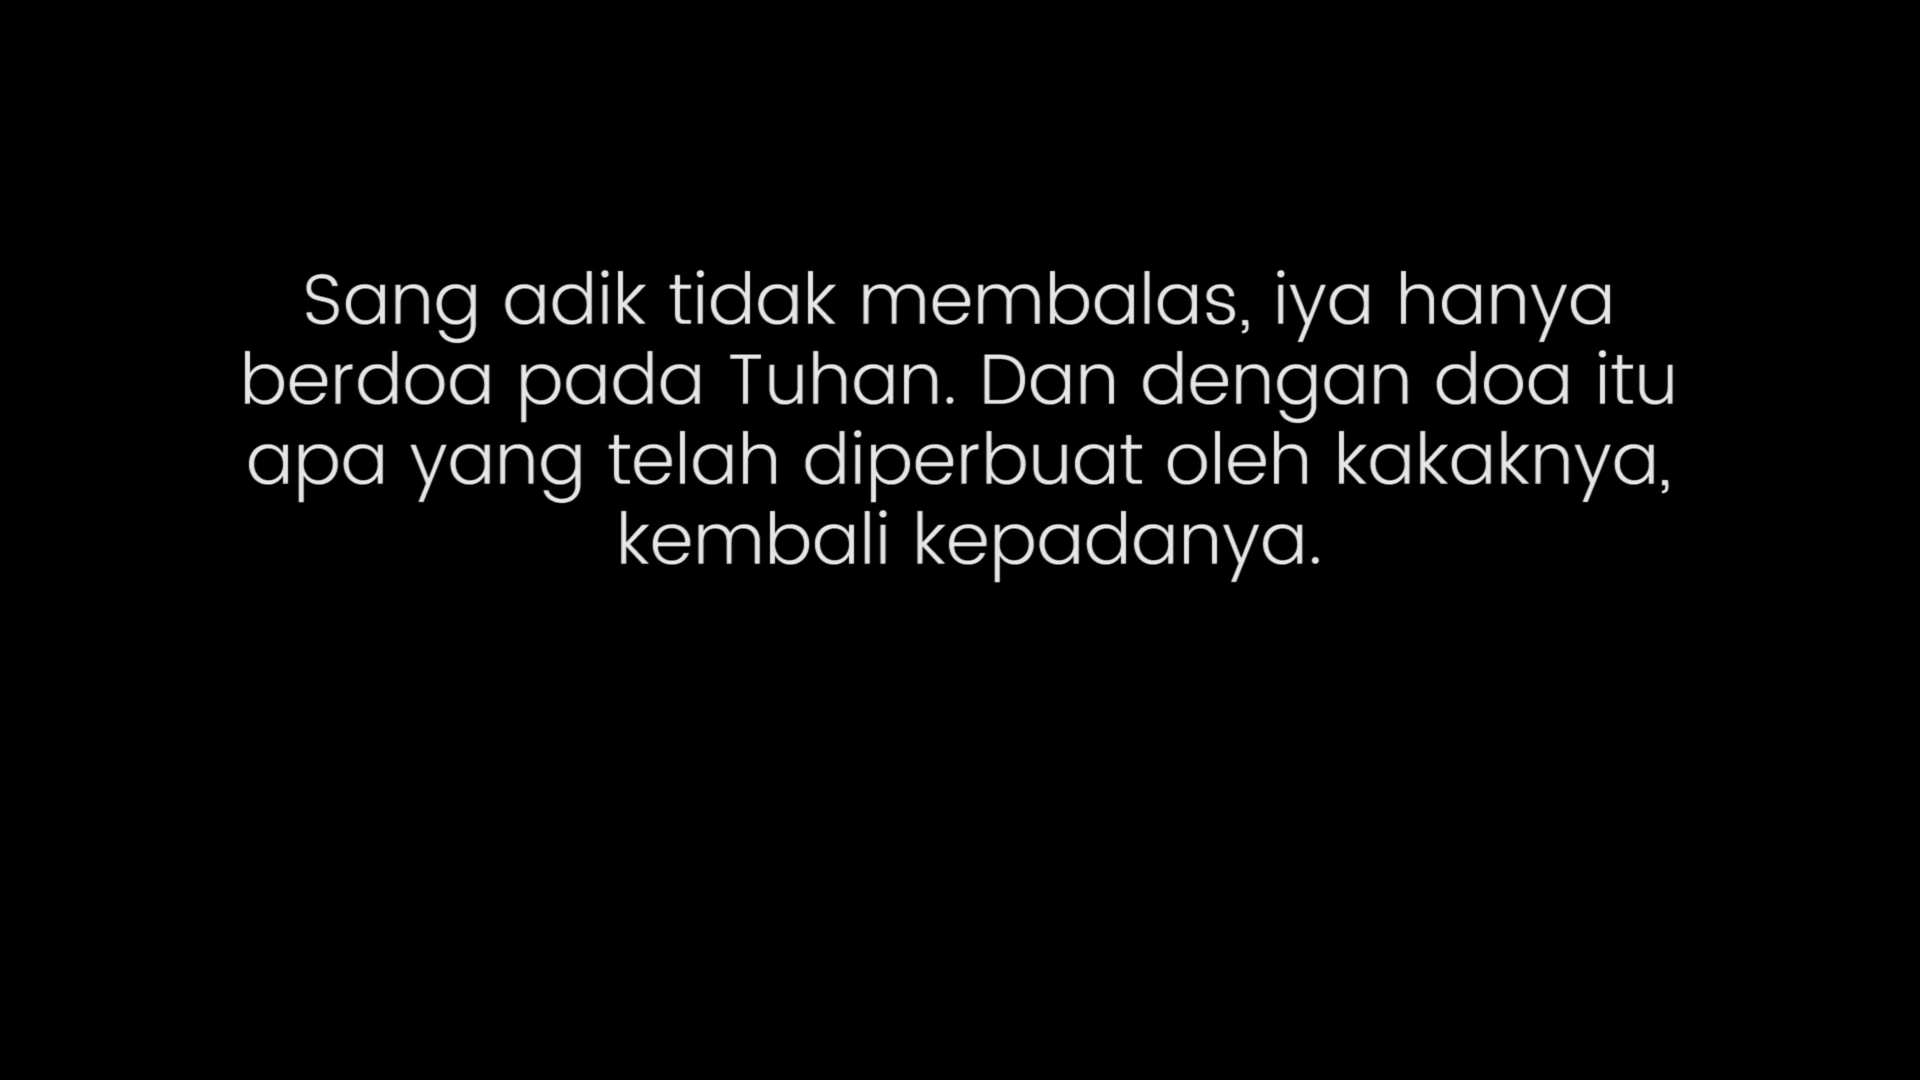 Sang adik tidak membalas, iya hanya
berdoa pada Tuhan. Dan dengan doa itu
apa yang telah diperbuat oleh kakaknya,
kembali kepadanya.